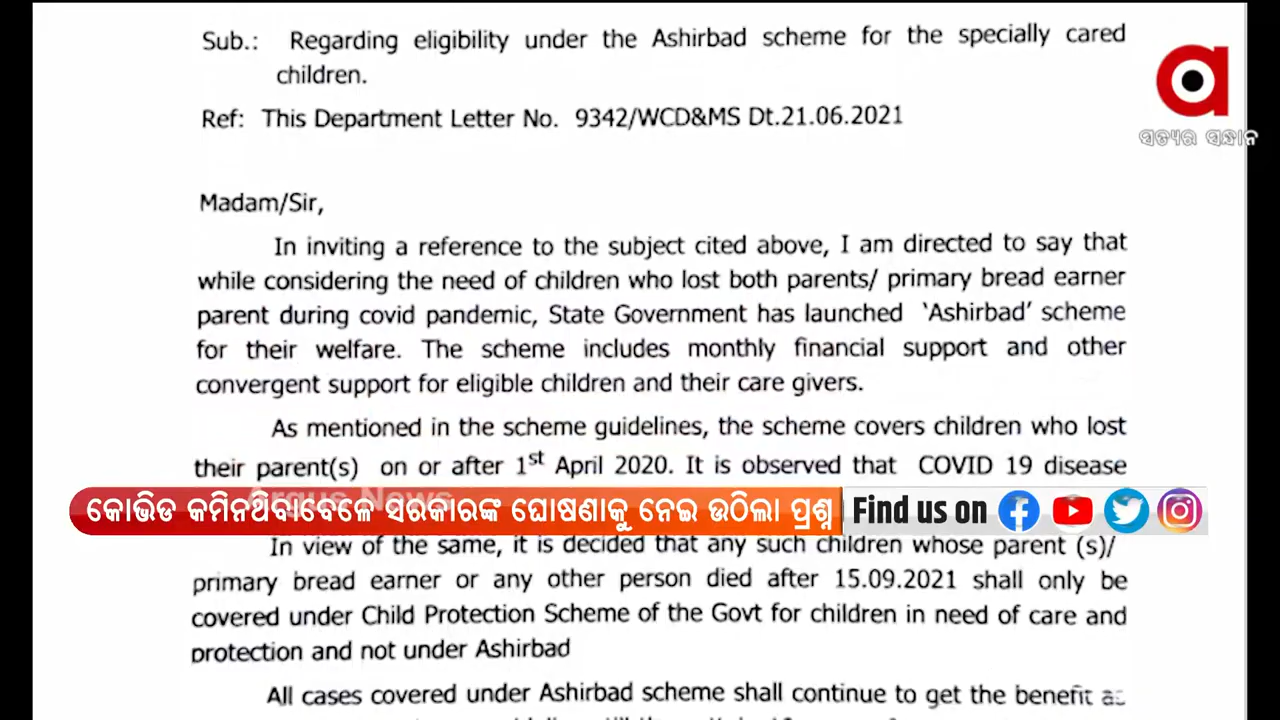 Sub.: Regarding eligibility under the Ashirbad scheme for the specially cared
children.
Ref: This Department Letter No. 9342/WCD&MS Dt.21.06.2021
ସତ୍ୟର ସନ୍ଧାନ
Madam/Sir,
In inviting a reference to the subject cited above, I am directed to say that
while considering the need of children who lost both parents/ primary bread earner
parent during covid pandemic, State Government has launched 'Ashirbad' scheme
for their welfare. The scheme includes monthly financial support and other
convergent support for eligible children and their care givers.
As mentioned in the scheme guidelines, the scheme covers children who lost
their parent(s) on or after 1st April 2020. It is observed that COVID 19 disease
Argus News
କୋଭିଡ କମିନଥିବାବେଳେ ସରକାରଙ୍କ ଘୋଷଣାକୁ ନେଇ ଉଠିଲା ପ୍ରଶ୍ନ
Find us on
In view of the same, it is decided that any such children whose parent (s)/
primary bread earner or any other person died after 15.09.2021 shall only be
covered under Child Protection Scheme of the Govt for children in need of care and
protection and not under Ashirbad
All cases covered under Ashirbad scheme shall continue to get the benefit as